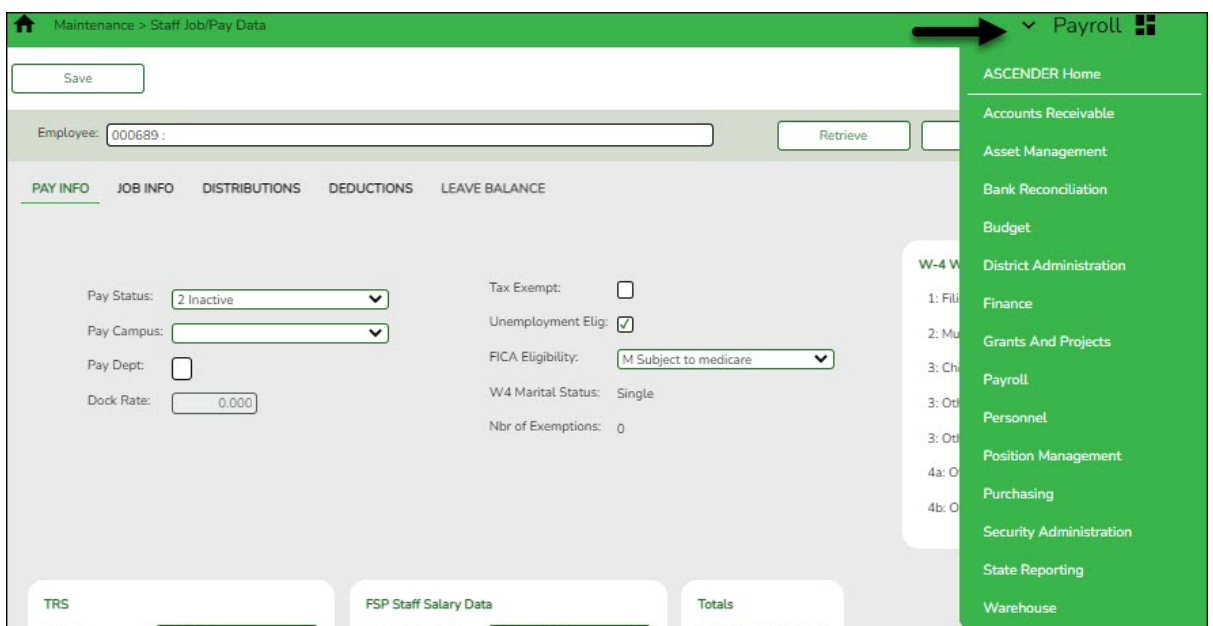 Maintenance > Staff Job/Pay Data
Payroll
Save
ASCENDER Home
Accounts Receivable
Asset Management
Bank Reconciliation
Budget
District Administration
Finance
Grants And Projects
Payroll
Personnel
Position Management
Purchasing
Security Administration
State Reporting
Warehouse
Employee: 000689 :
Retrieve
PAY INFO JOB INFO DISTRIBUTIONS DEDUCTIONS LEAVE BALANCE
Pay Status: 2 Inactive
Pay Campus:
Pay Dept:
Dock Rate: 0.000
Tax Exempt:
Unemployment Elig:
FICA Eligibility: M Subject to medicare
W4 Marital Status: Single
Nbr of Exemptions: 0
W-4 W
1: Fili
2: Mu
3: Chi
3: Oth
3: Oth
4a: O
4b: O
TRS
FSP Staff Salary Data
Totals